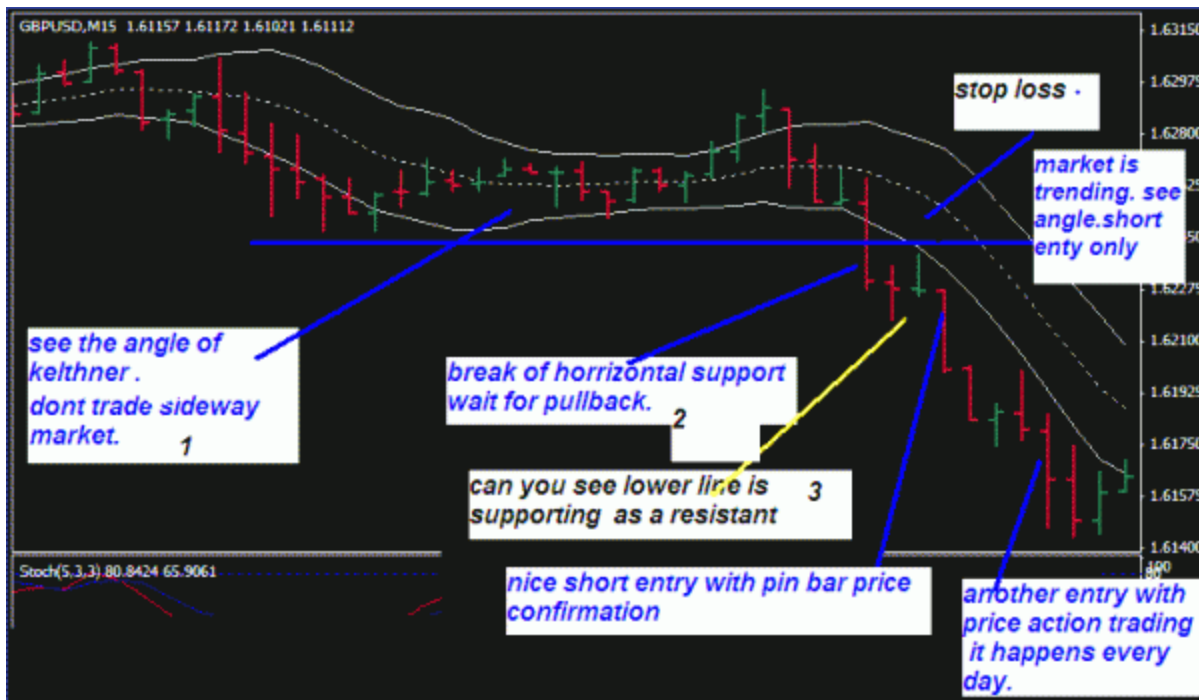 GBPUSD,M15 1.61157 1.61172 1.61021 1.61112
1.63150
1.62975
1.62800
1.62275
1.62100
1.61925
1.61750
1.61575
1.61400
stop loss .
market is
trending. see
angle.short
enty only
see the angle of
kelthner .
dont trade sideway
market.
1
break of horrizontal support
wait for pullback.
2
can you see lower line is
supporting as a resistant
3
nice short entry with pin bar price
confirmation
another entry with
price action trading
it happens every
day.
Stoch(5,3,3) 80.8424 65.9061
100
80